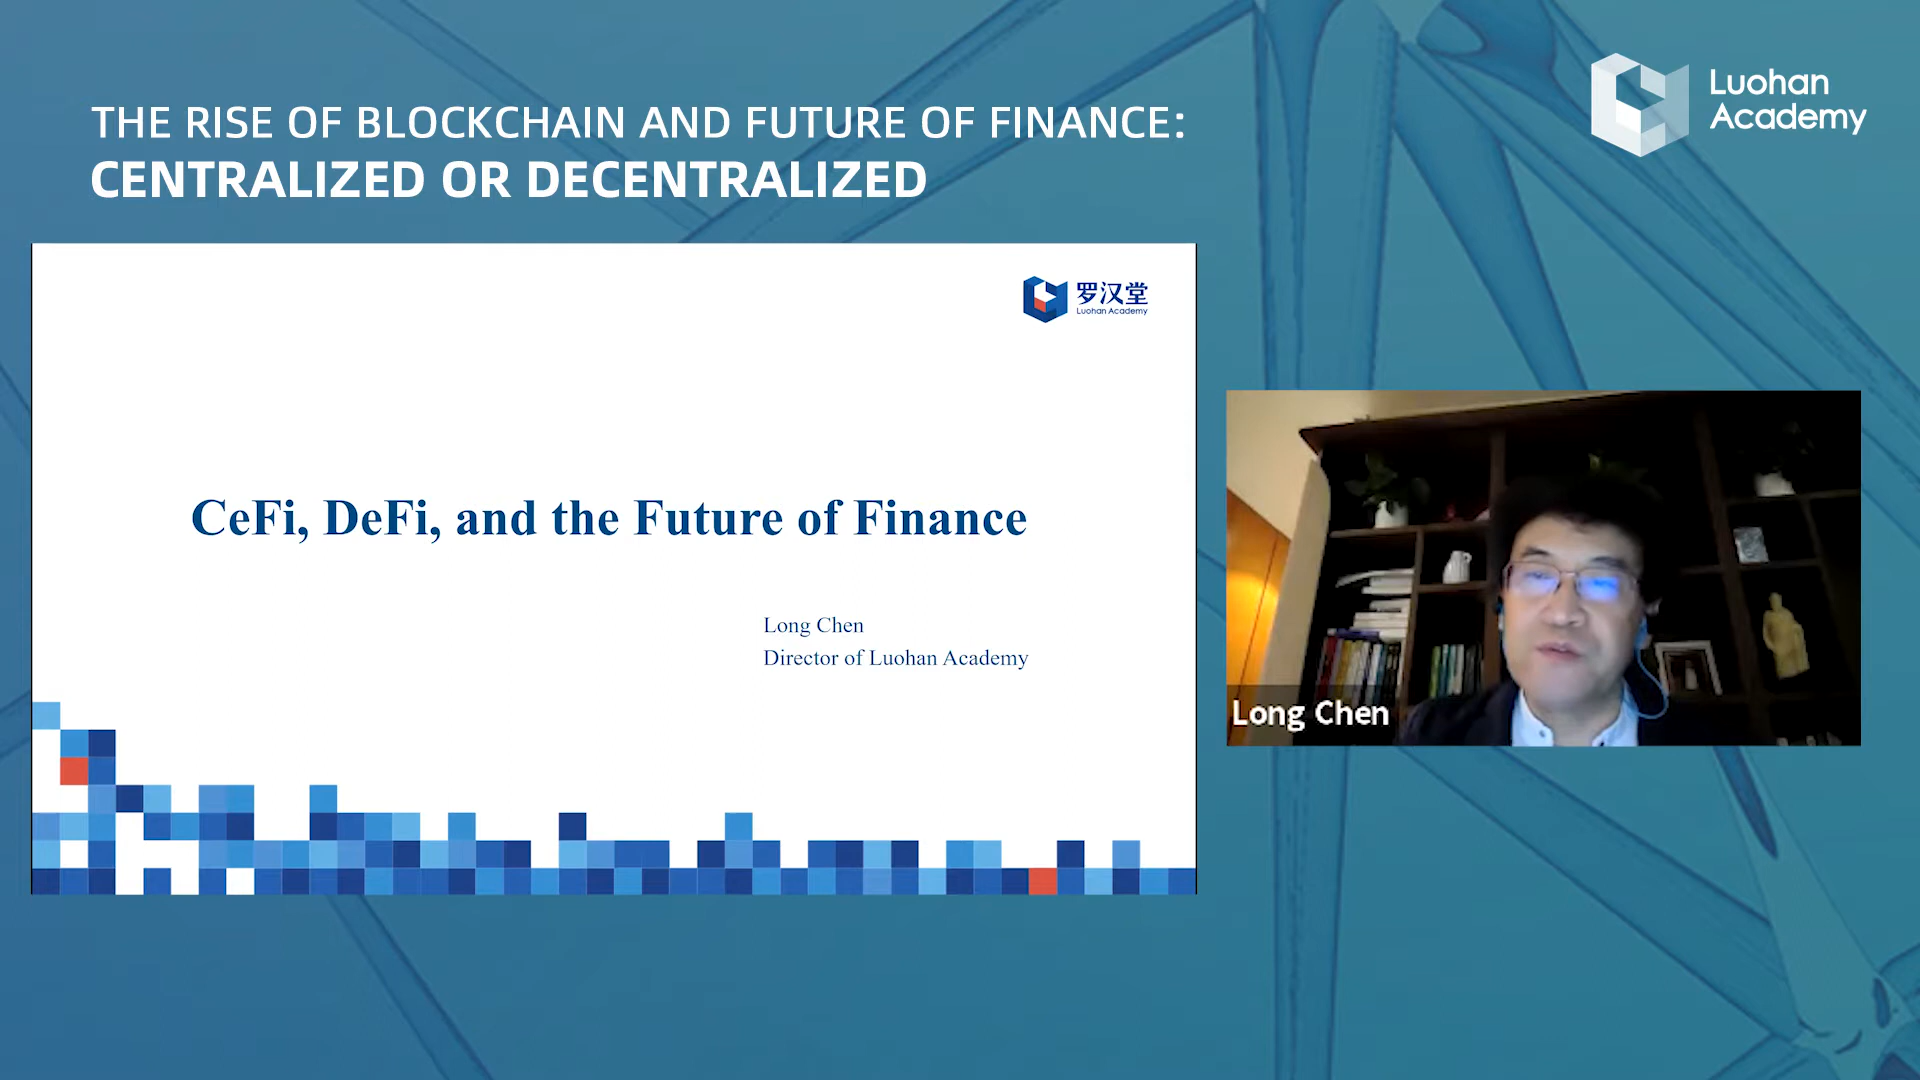 THE RISE OF BLOCKCHAIN AND FUTURE OF FINANCE:
CENTRALIZED OR DECENTRALIZED
Luohan
Academy
罗汉堂
Luohan Academy
CeFi, DeFi, and the Future of Finance
Long Chen
Director of Luohan Academy
Long Chen